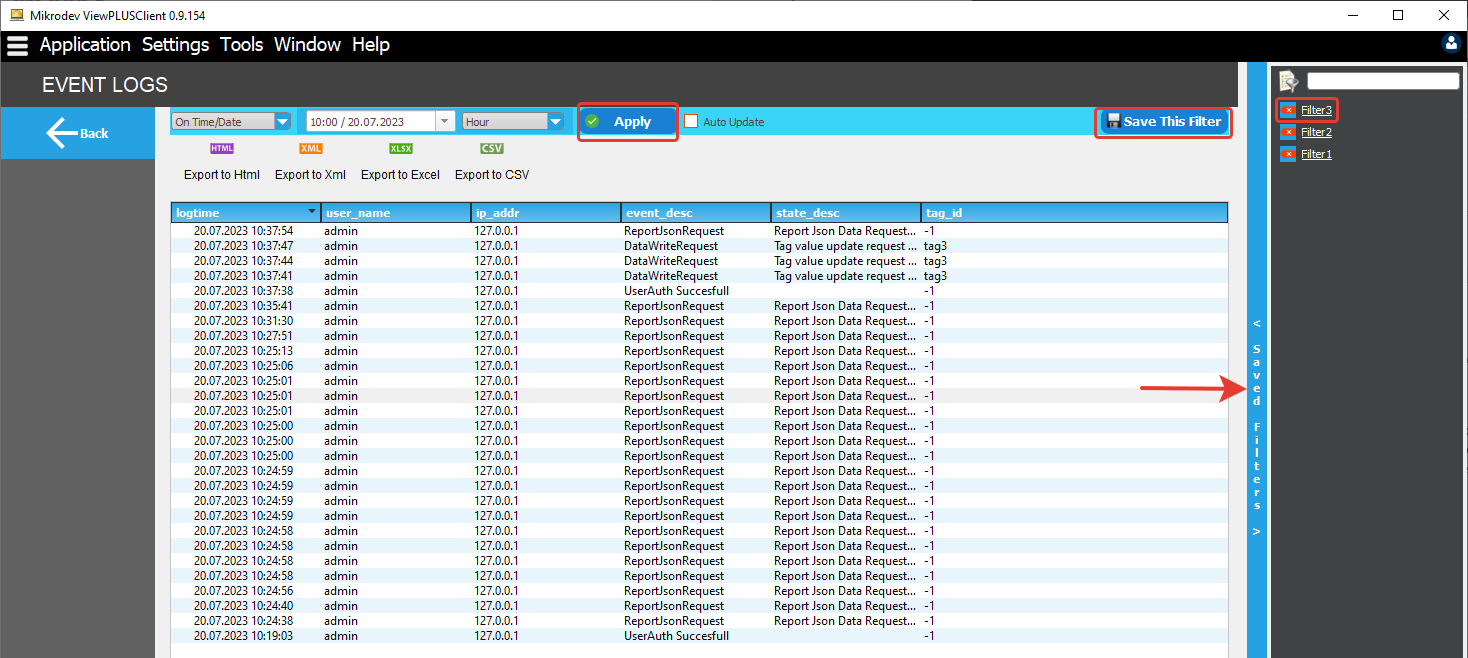 Mikrodev ViewPLUSClient 0.9.154
Application Settings Tools Window Help
EVENT LOGS
Back
On Time/Date 10:00 / 20.07.2023 Hour Apply Auto Update Save This Filter
HTML XML XLSX CSV
Export to Html Export to Xml Export to Excel Export to CSV
logtime user_name ip_addr event_desc state_desc tag_id
20.07.2023 10:37:54 admin 127.0.0.1 ReportJsonRequest Report Json Data Request... -1
20.07.2023 10:37:47 admin 127.0.0.1 DataWriteRequest Tag value update request ... tag3
20.07.2023 10:37:44 admin 127.0.0.1 DataWriteRequest Tag value update request ... tag3
20.07.2023 10:37:41 admin 127.0.0.1 DataWriteRequest Tag value update request ... tag3
20.07.2023 10:37:38 admin 127.0.0.1 UserAuth Succesfull -1
20.07.2023 10:35:41 admin 127.0.0.1 ReportJsonRequest Report Json Data Request... -1
20.07.2023 10:31:30 admin 127.0.0.1 ReportJsonRequest Report Json Data Request... -1
20.07.2023 10:27:51 admin 127.0.0.1 ReportJsonRequest Report Json Data Request... -1
20.07.2023 10:25:13 admin 127.0.0.1 ReportJsonRequest Report Json Data Request... -1
20.07.2023 10:25:06 admin 127.0.0.1 ReportJsonRequest Report Json Data Request... -1
20.07.2023 10:25:01 admin 127.0.0.1 ReportJsonRequest Report Json Data Request... -1
20.07.2023 10:25:01 admin 127.0.0.1 ReportJsonRequest Report Json Data Request... -1
20.07.2023 10:25:01 admin 127.0.0.1 ReportJsonRequest Report Json Data Request... -1
20.07.2023 10:25:00 admin 127.0.0.1 ReportJsonRequest Report Json Data Request... -1
20.07.2023 10:25:00 admin 127.0.0.1 ReportJsonRequest Report Json Data Request... -1
20.07.2023 10:25:00 admin 127.0.0.1 ReportJsonRequest Report Json Data Request... -1
20.07.2023 10:24:59 admin 127.0.0.1 ReportJsonRequest Report Json Data Request... -1
20.07.2023 10:24:59 admin 127.0.0.1 ReportJsonRequest Report Json Data Request... -1
20.07.2023 10:24:59 admin 127.0.0.1 ReportJsonRequest Report Json Data Request... -1
20.07.2023 10:24:59 admin 127.0.0.1 ReportJsonRequest Report Json Data Request... -1
20.07.2023 10:24:58 admin 127.0.0.1 ReportJsonRequest Report Json Data Request... -1
20.07.2023 10:24:58 admin 127.0.0.1 ReportJsonRequest Report Json Data Request... -1
20.07.2023 10:24:58 admin 127.0.0.1 ReportJsonRequest Report Json Data Request... -1
20.07.2023 10:24:58 admin 127.0.0.1 ReportJsonRequest Report Json Data Request... -1
20.07.2023 10:24:56 admin 127.0.0.1 ReportJsonRequest Report Json Data Request... -1
20.07.2023 10:24:40 admin 127.0.0.1 ReportJsonRequest Report Json Data Request... -1
20.07.2023 10:24:38 admin 127.0.0.1 ReportJsonRequest Report Json Data Request... -1
20.07.2023 10:19:03 admin 127.0.0.1 UserAuth Succesfull -1
< Saved Filters >
Filter3
Filter2
Filter1